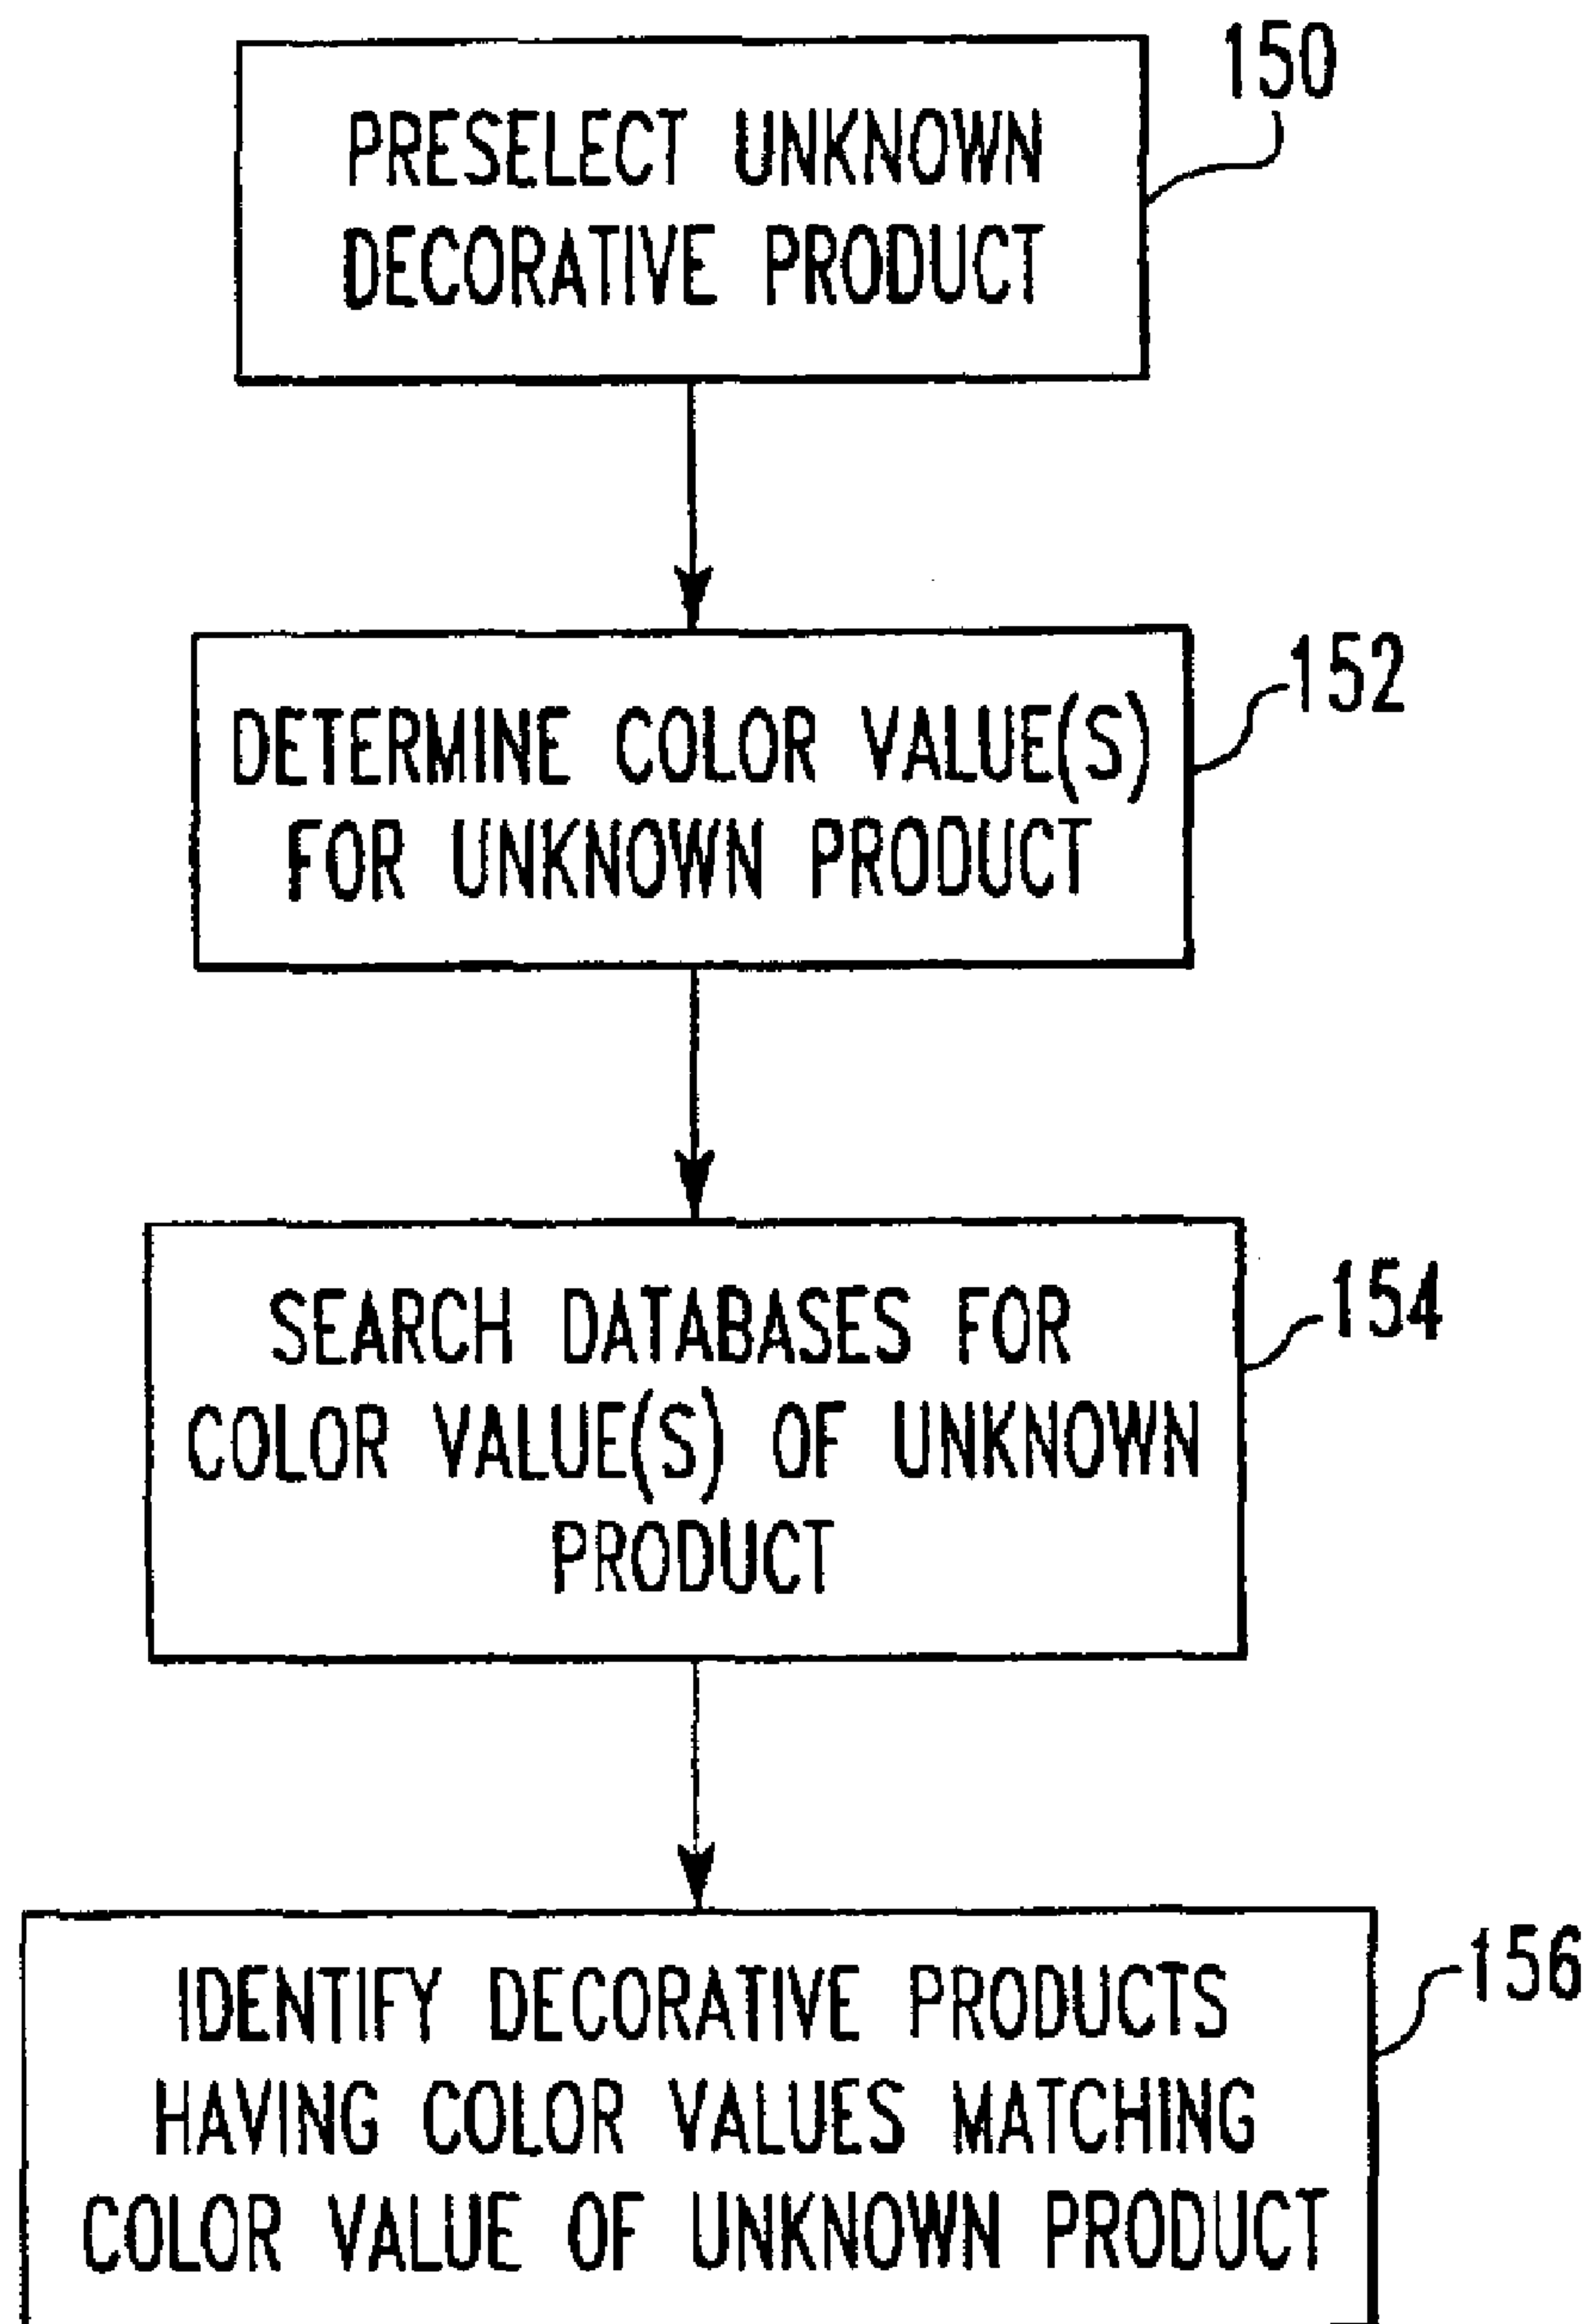 150
PRESELECT UNKNOWN
DECORATIVE PRODUCT
152
DETERMINE COLOR VALUE(S)
FOR UNKNOWN PRODUCT
154
SEARCH DATABASES FOR
COLOR VALUE(S) OF UNKNOWN
PRODUCT
156
IDENTIFY DECORATIVE PRODUCTS
HAVING COLOR VALUES MATCHING
COLOR VALUE OF UNKNOWN PRODUCT